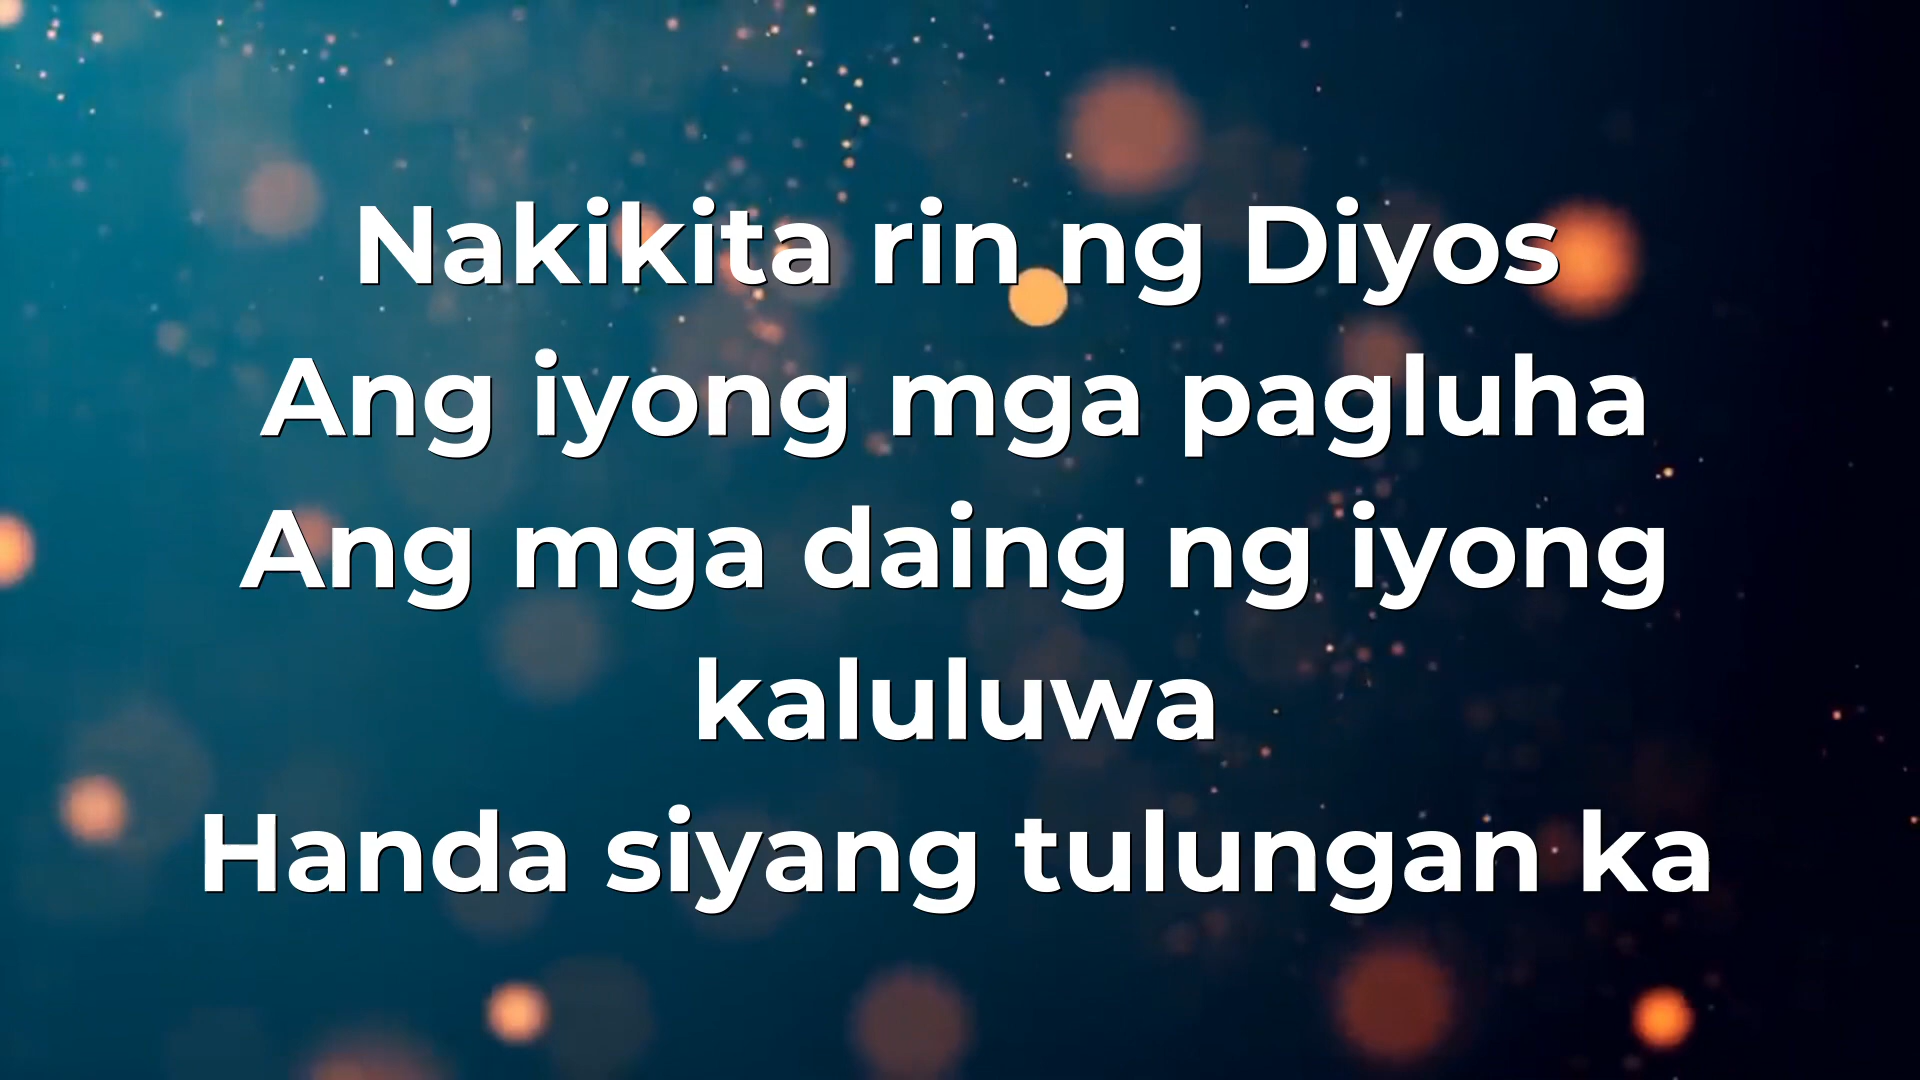 Nakikita rin ng Diyos
Ang iyong mga pagluha
Ang mga daing ng iyong
kaluluwa
Handa siyang tulungan ka